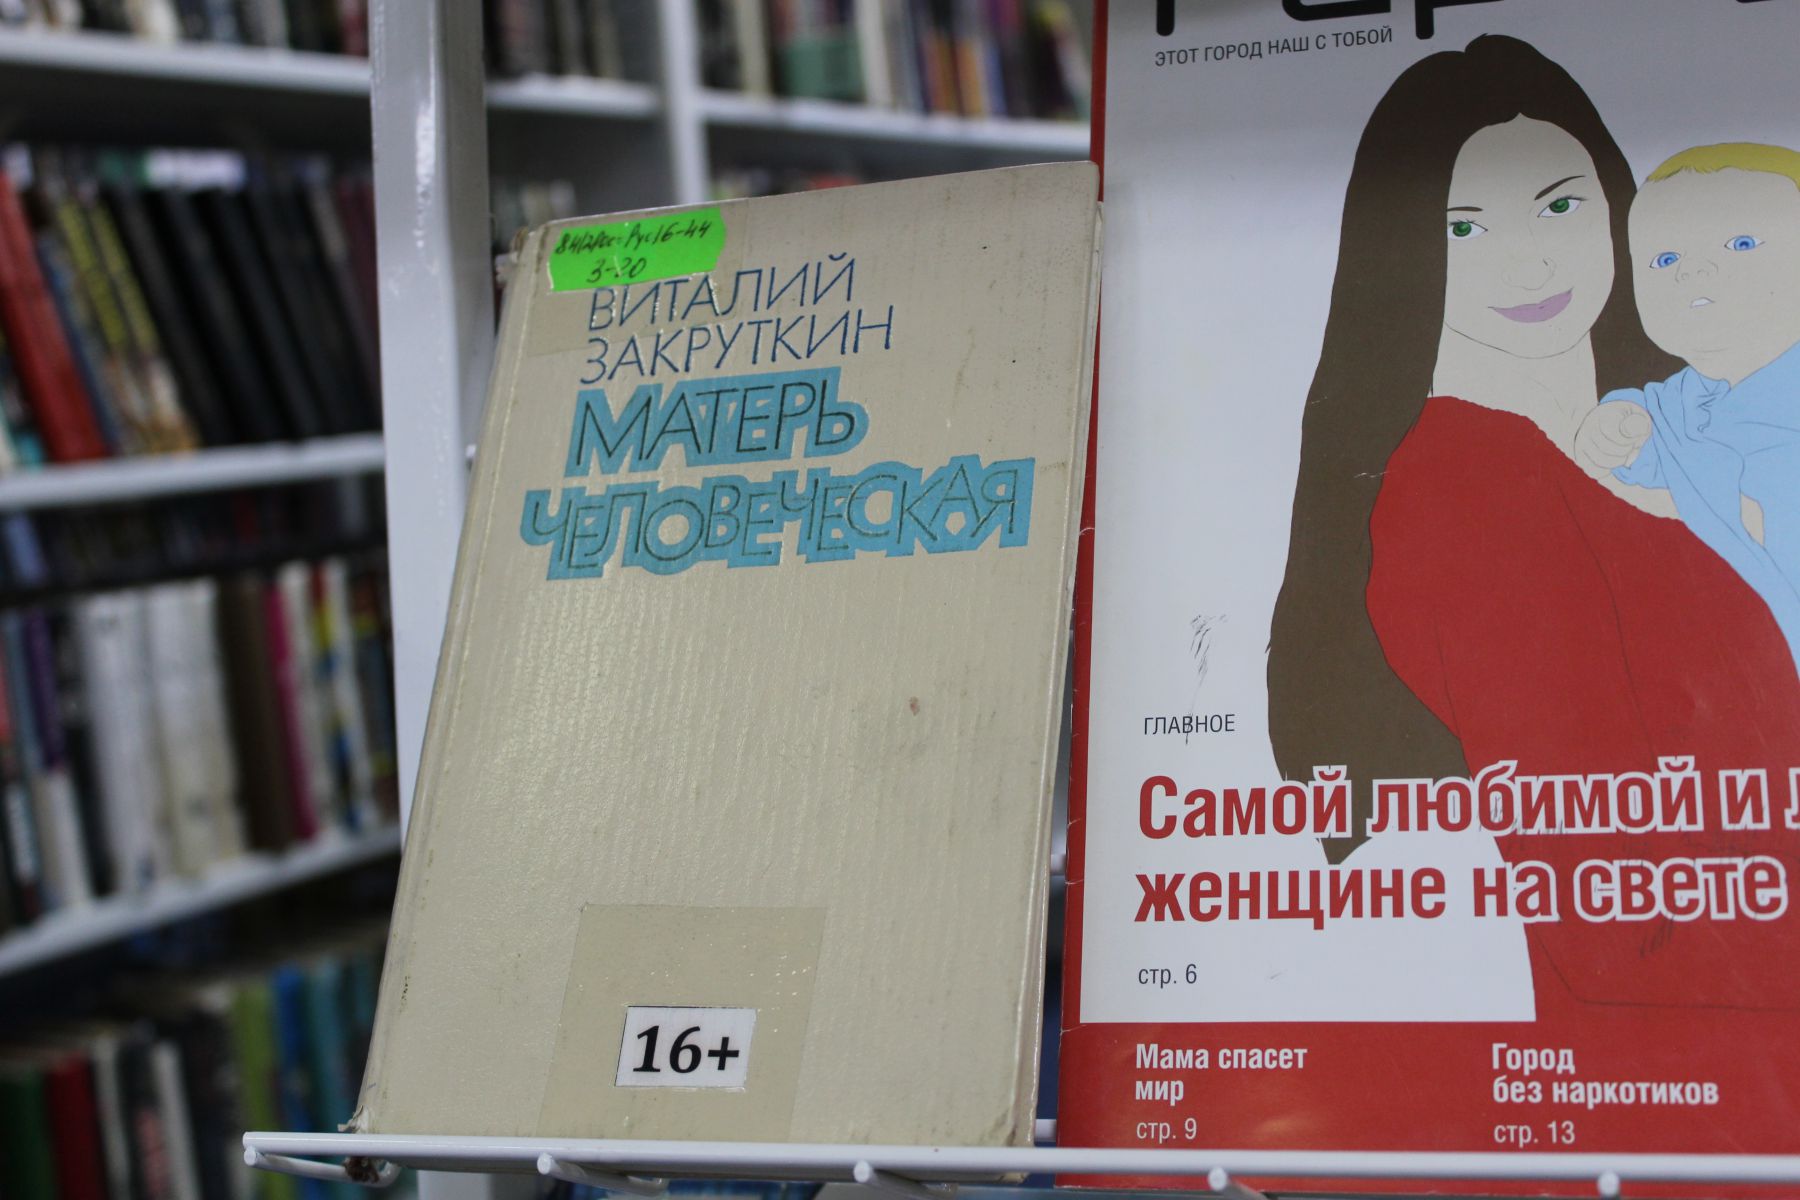 84(2Рос=Рус)6-44
З-20
ВИТАЛИЙ
ЗАКРУТКИН
МАТЕРЬ
ЧЕЛОВЕЧЕСКАЯ
16+
ЭТОТ ГОРОД НАШ С ТОБОЙ
ГЛАВНОЕ
Самой любимой и
женщине на свете
стр. 6
Мама спасет
мир
стр. 9
Город
без наркотиков
стр. 13